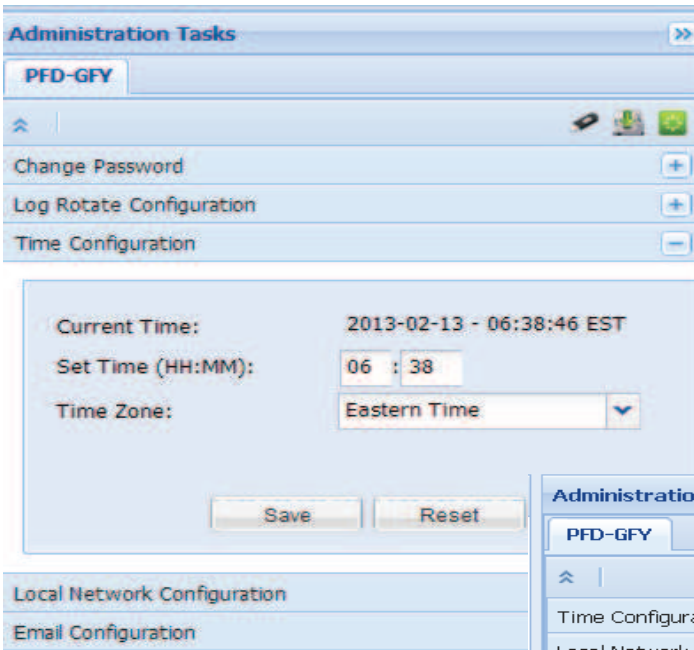 Administration Tasks
PFD-GFY
Change Password
Log Rotate Configuration
Time Configuration
Current Time: 2013-02-13 - 06:38:46 EST
Set Time (HH:MM): 06 : 38
Time Zone: Eastern Time
Save Reset
Local Network Configuration
Email Configuration
Administratio
PFD-GFY
Time Configura